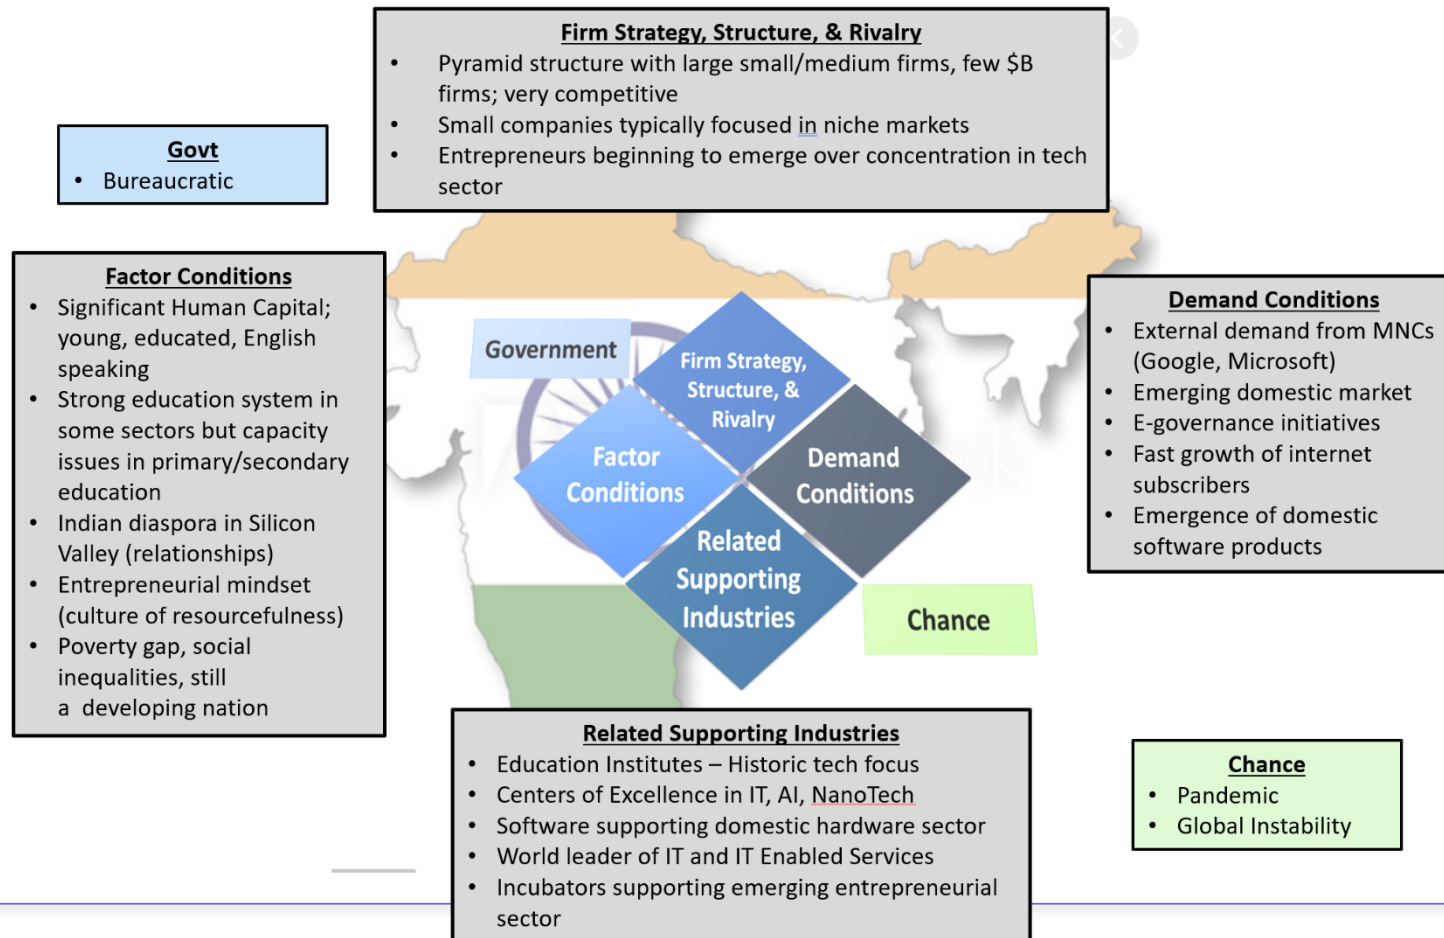 Firm Strategy, Structure, & Rivalry
• Pyramid structure with large small/medium firms, few $B
firms; very competitive
• Small companies typically focused in niche markets
• Entrepreneurs beginning to emerge over concentration in tech
sector
Govt
• Bureaucratic
Factor Conditions
• Significant Human Capital;
young, educated, English
speaking
• Strong education system in
some sectors but capacity
issues in primary/secondary
education
• Indian diaspora in Silicon
Valley (relationships)
• Entrepreneurial mindset
(culture of resourcefulness)
• Poverty gap, social
inequalities, still
a  developing nation
Government
Firm Strategy,
Structure, &
Rivalry
Factor
Conditions
Demand
Conditions
Related
Supporting
Industries
Chance
Demand Conditions
• External demand from MNCs
(Google, Microsoft)
• Emerging domestic market
• E-governance initiatives
• Fast growth of internet
subscribers
• Emergence of domestic
software products
Related Supporting Industries
• Education Institutes – Historic tech focus
• Centers of Excellence in IT, AI, NanoTech
• Software supporting domestic hardware sector
• World leader of IT and IT Enabled Services
• Incubators supporting emerging entrepreneurial
sector
Chance
• Pandemic
• Global Instability